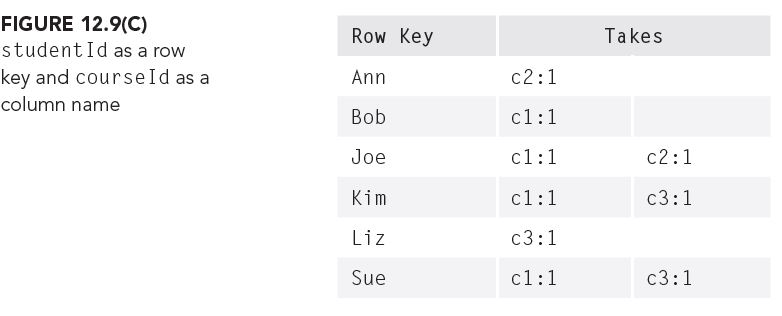 FIGURE 12.9(C)
studentId as a row
key and courseId as a
column name
Row Key Takes
Ann c2:1
Bob c1:1
Joe c1:1 c2:1
Kim c1:1 c3:1
Liz c3:1
Sue c1:1 c3:1